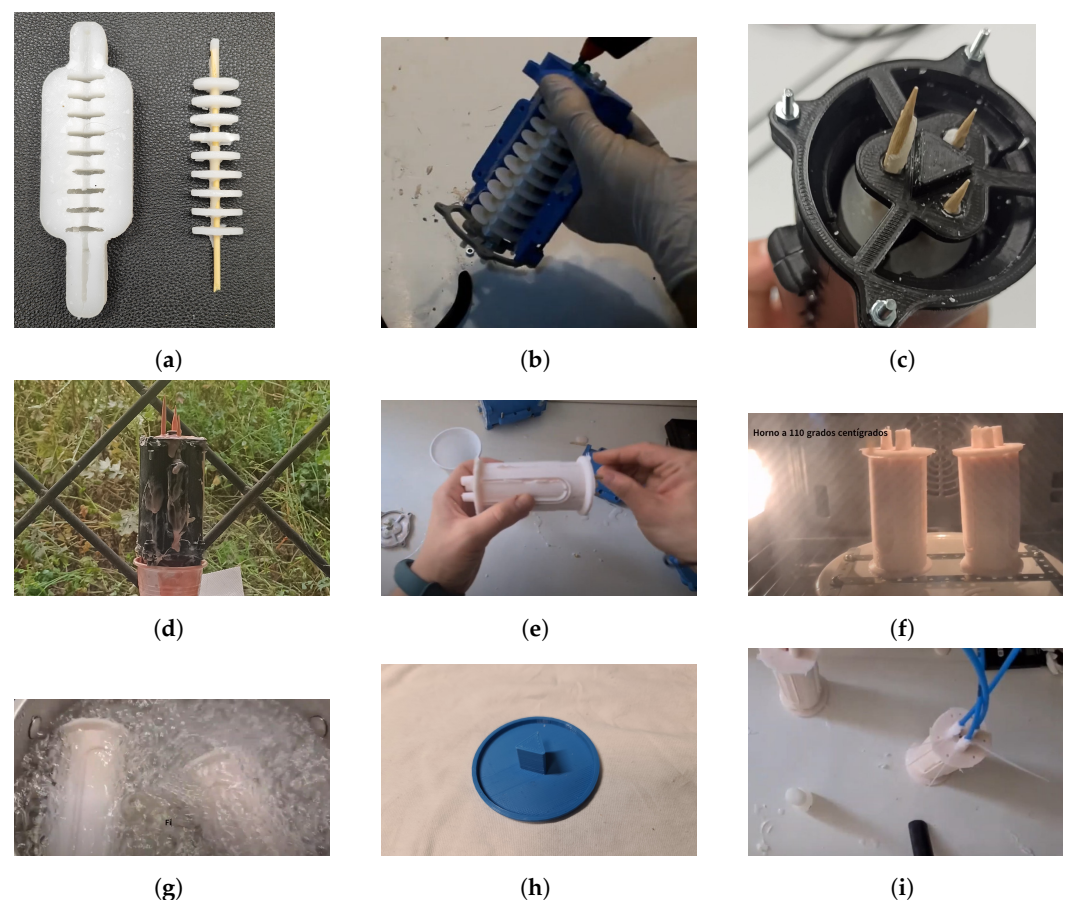 (a)
(b)
(c)
(d)
(e)
Horno a 110 grados centígrados
(f)
Fi
(g)
(h)
(i)